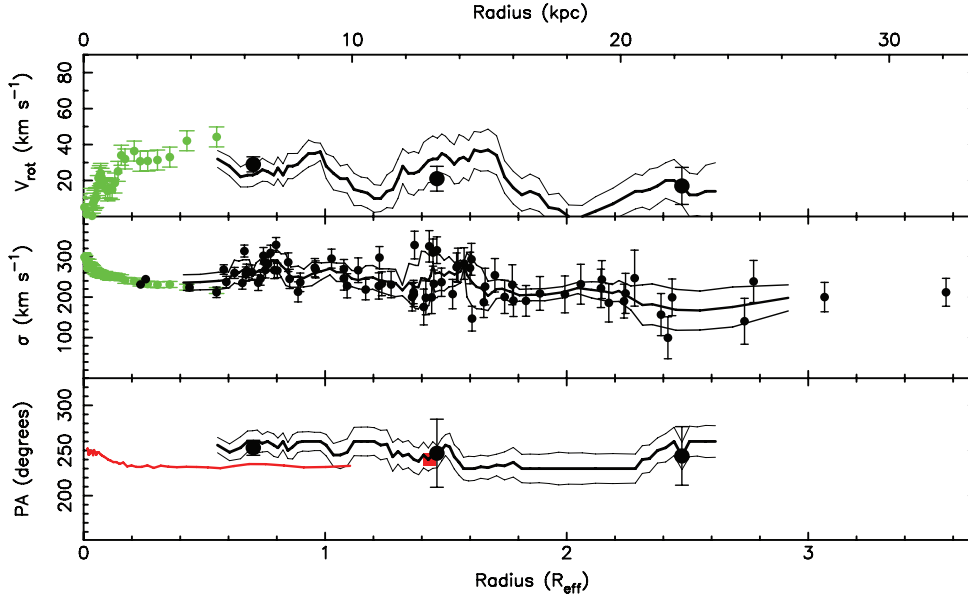 Radius (kpc)
0 10 20 30
V_rot (km s⁻¹)
80
60
40
20
σ (km s⁻¹)
300
200
100
PA (degrees)
300
250
200
0 1 2 3
Radius (R_eff)